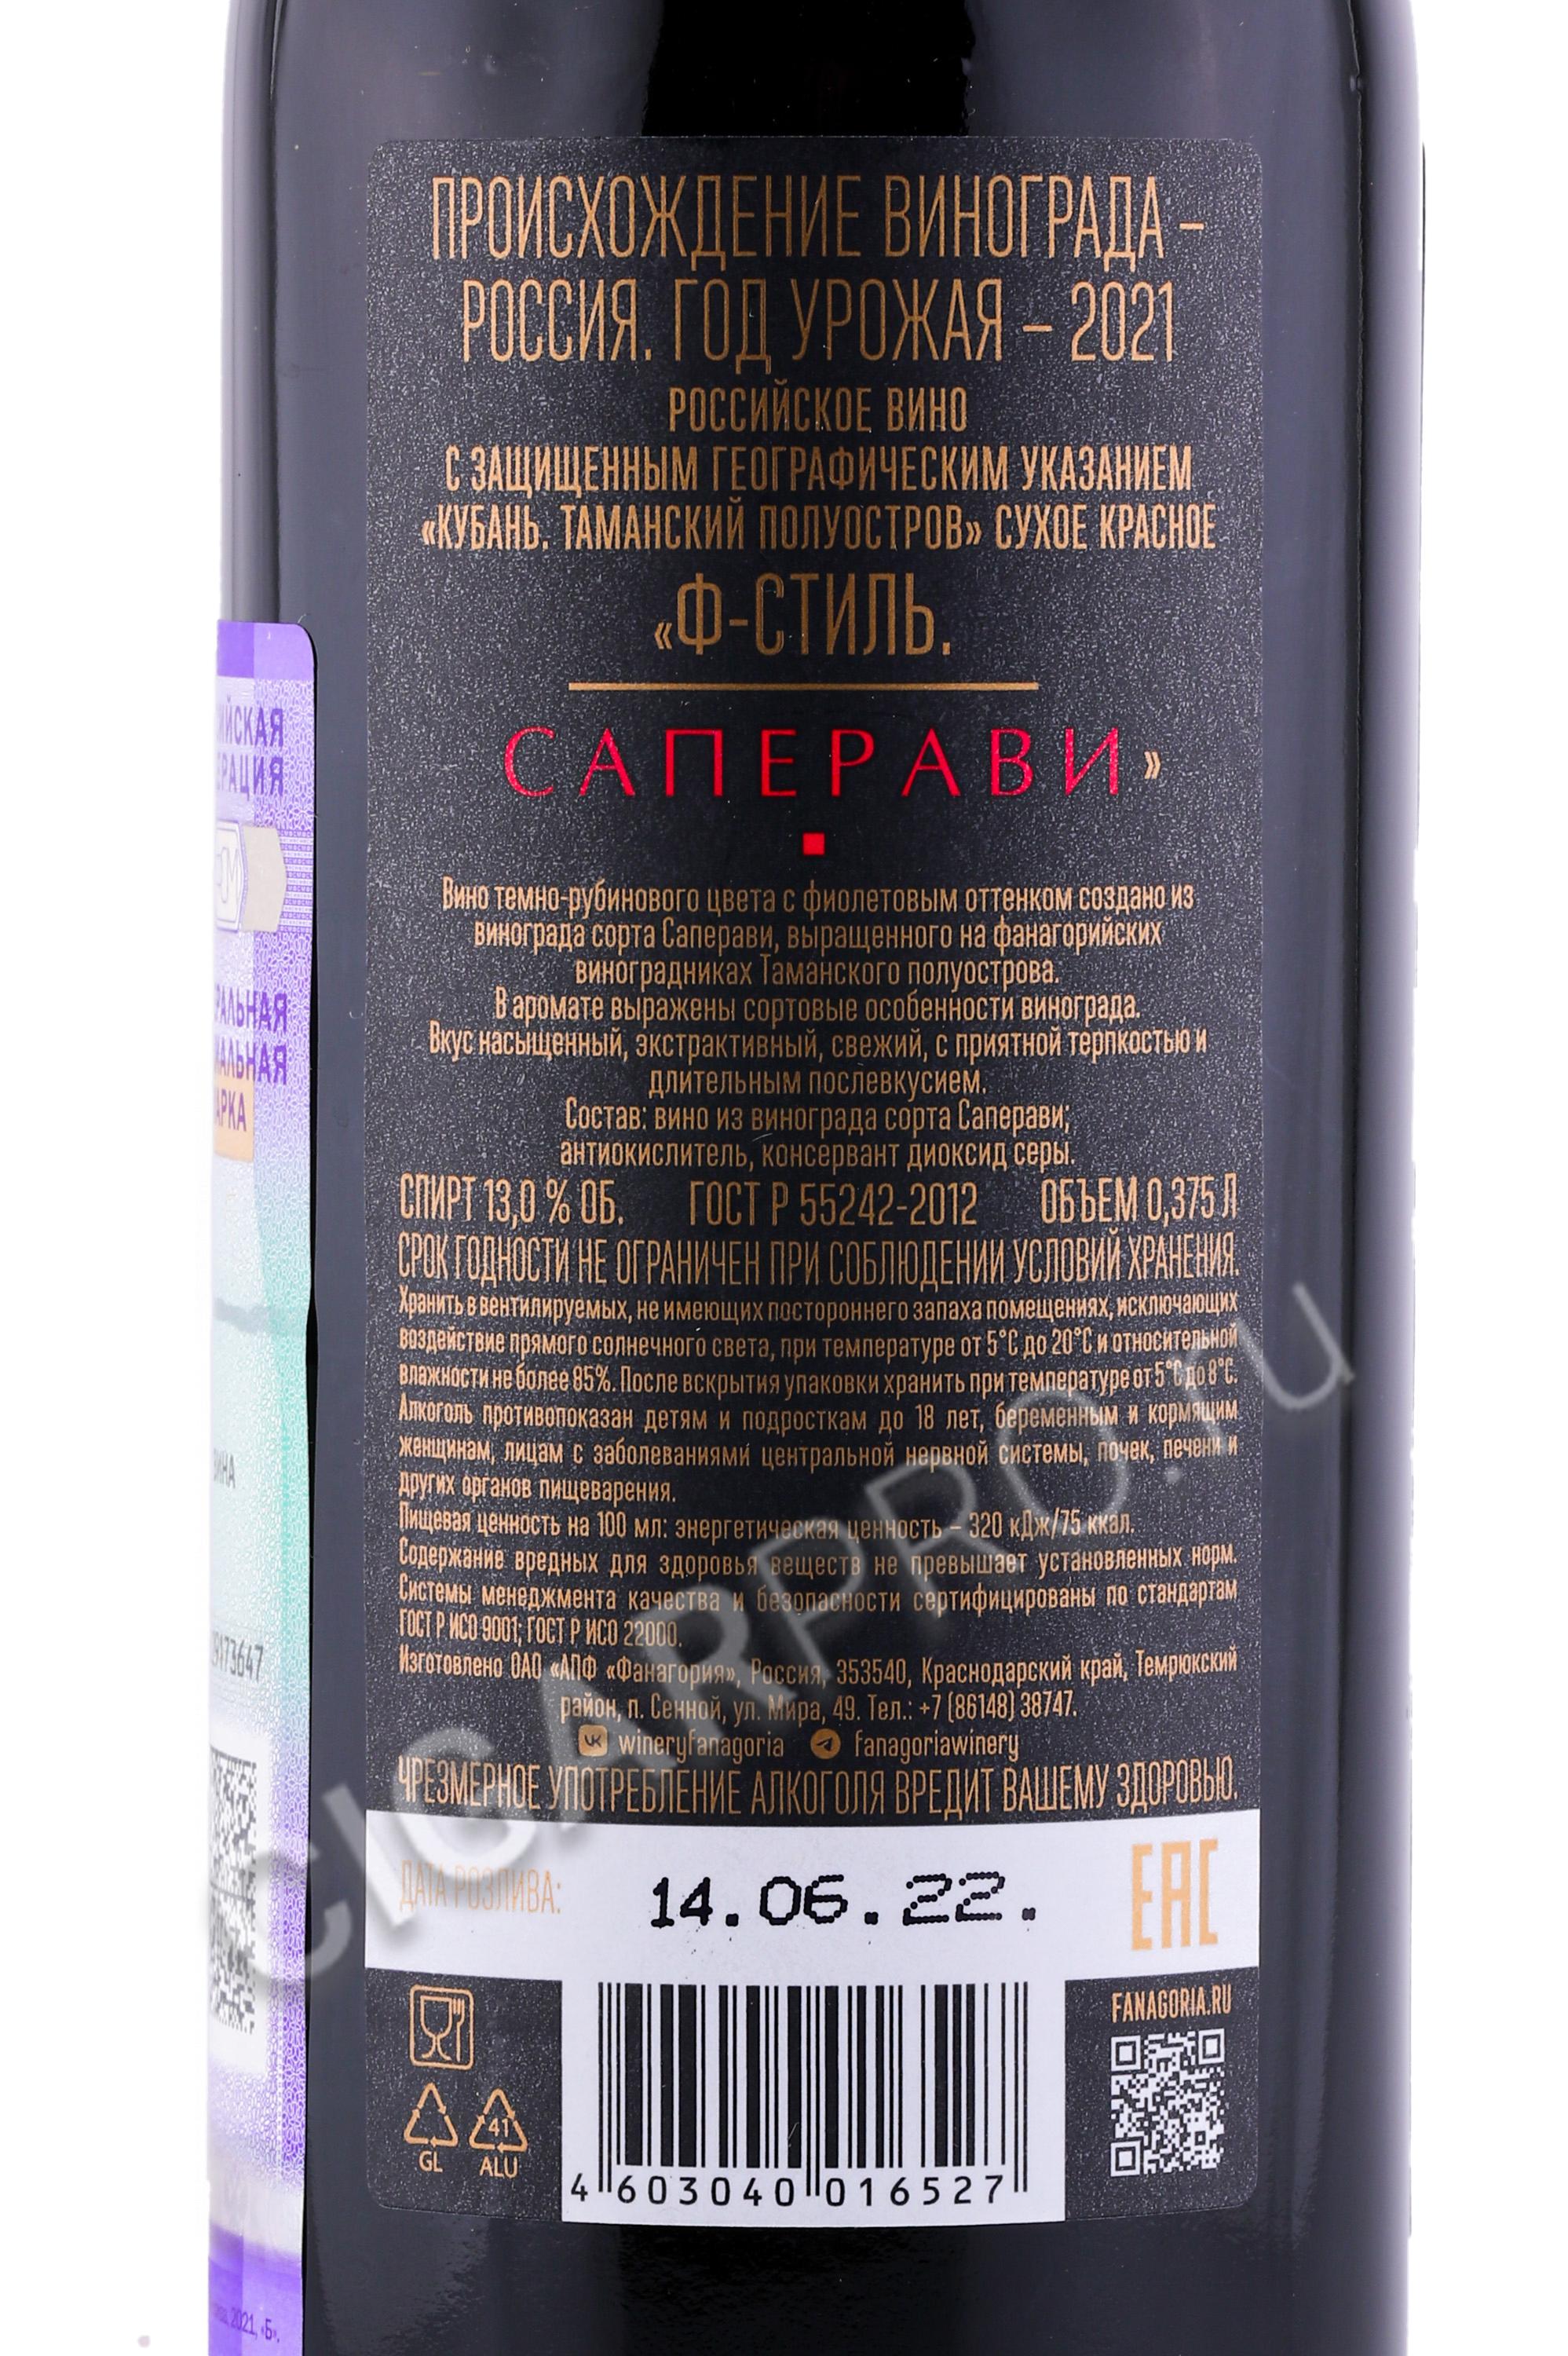 ПРОИСХОЖДЕНИЕ ВИНОГРАДА –
РОССИЯ. ГОД УРОЖАЯ – 2021
РОССИЙСКОЕ ВИНО
С ЗАЩИЩЕННЫМ ГЕОГРАФИЧЕСКИМ УКАЗАНИЕМ
«КУБАНЬ. ТАМАНСКИЙ ПОЛУОСТРОВ» СУХОЕ КРАСНОЕ
«Ф-СТИЛЬ.
САПЕРАВИ»
Вино темно-рубинового цвета с фиолетовым оттенком создано из
винограда сорта Саперави, выращенного на фанагорийских
виноградниках Таманского полуострова.
В аромате выражены сортовые особенности винограда.
Вкус насыщенный, экстрактивный, свежий, с приятной терпкостью и
длительным послевкусием.
Состав: вино из винограда сорта Саперави;
антиокислитель, консервант диоксид серы.
СПИРТ 13,0 % ОБ. ГОСТ Р 55242-2012 ОБЪЕМ 0,375 Л
СРОК ГОДНОСТИ НЕ ОГРАНИЧЕН ПРИ СОБЛЮДЕНИИ УСЛОВИЙ ХРАНЕНИЯ.
Хранить в вентилируемых, не имеющих постороннего запаха помещениях, исключающих
воздействие прямого солнечного света, при температуре от 5°С до 20°С и относительной
влажности не более 85%. После вскрытия упаковки хранить при температуре от 5°С до 8°С.
Алкоголь противопоказан детям и подросткам до 18 лет, беременным и кормящим
женщинам, лицам с заболеваниями центральной нервной системы, почек, печени и
других органов пищеварения.
Пищевая ценность на 100 мл: энергетическая ценность – 320 кДж/75 ккал.
Содержание вредных для здоровья веществ не превышает установленных норм.
Системы менеджмента качества и безопасности сертифицированы по стандартам
ГОСТ Р ИСО 9001; ГОСТ Р ИСО 22000.
Изготовлено ОАО «АПФ «Фанагория», Россия, 353540, Краснодарский край, Темрюкский
район, п. Сенной, ул. Мира, 49. Тел.: +7 (86148) 38747.
wineryfanagoria fanagoriawinery
ЧРЕЗМЕРНОЕ УПОТРЕБЛЕНИЕ АЛКОГОЛЯ ВРЕДИТ ВАШЕМУ ЗДОРОВЬЮ.
ДАТА РОЗЛИВА: 14.06.22. EAC
FANAGORIA.RU
41
GL ALU
4 603040 016527
CIGARPRO.ru